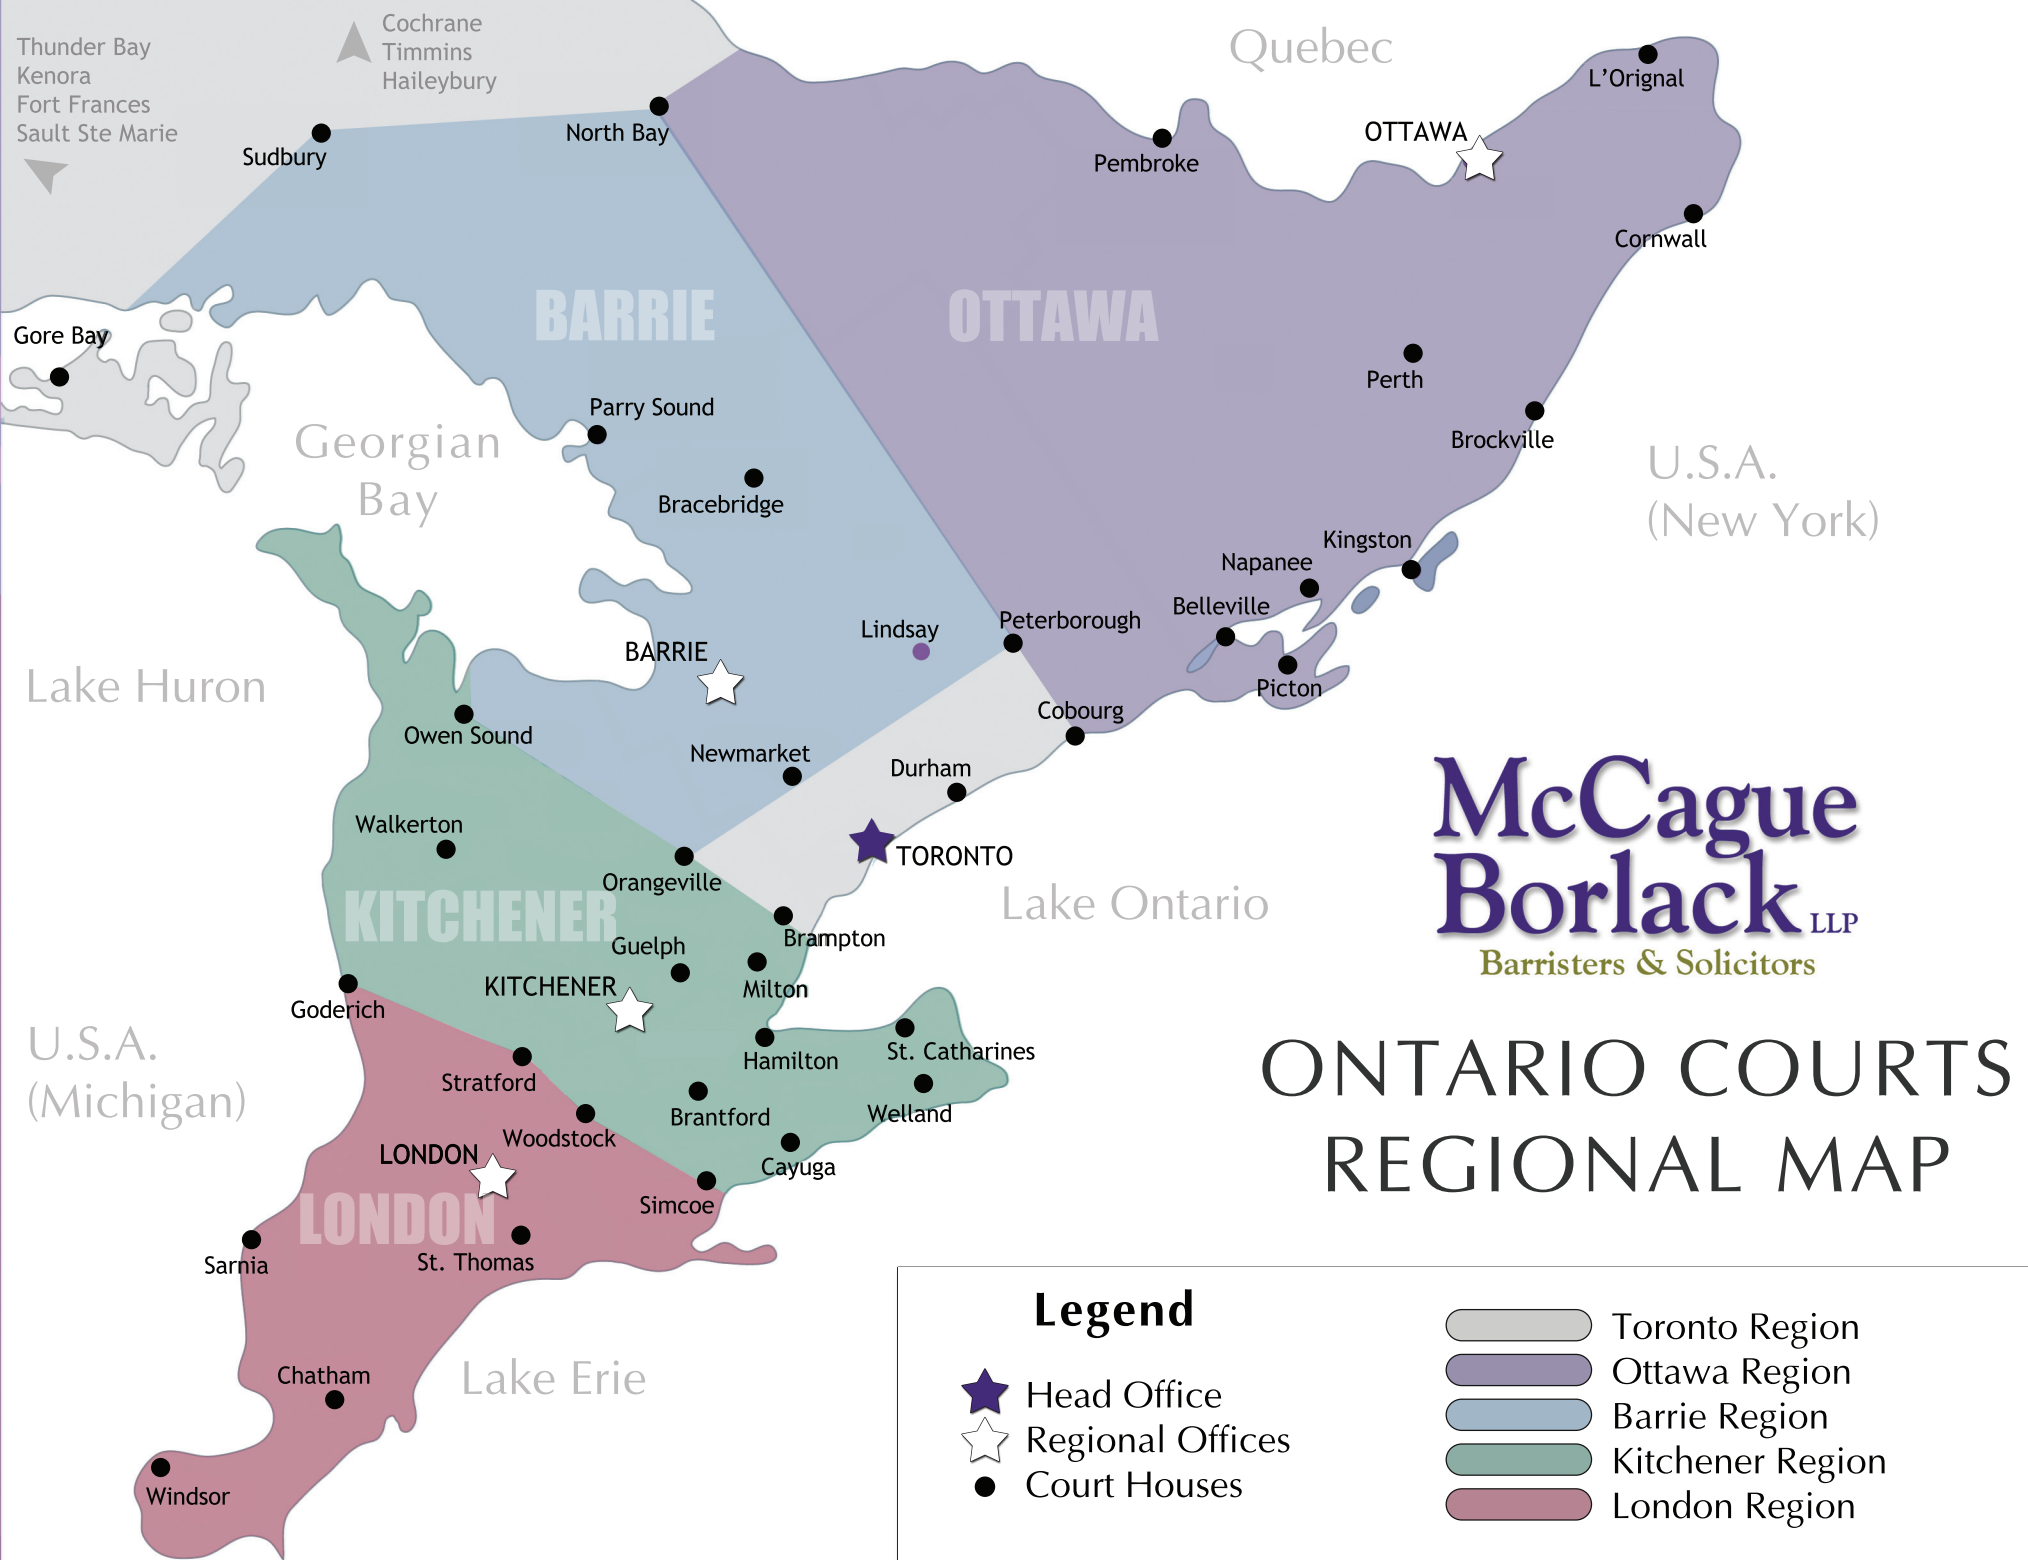 Cochrane
Timmins
Haileybury
Thunder Bay
Kenora
Fort Frances
Sault Ste Marie
Quebec
L'Orignal
North Bay
Sudbury
Pembroke
OTTAWA
Cornwall
BARRIE
OTTAWA
Gore Bay
Perth
Parry Sound
Brockville
Georgian
Bay
Bracebridge
U.S.A.
(New York)
Kingston
Napanee
Belleville
Peterborough
Lindsay
BARRIE
Lake Huron
Picton
Cobourg
Owen Sound
Newmarket
Durham
Walkerton
TORONTO
Orangeville
Lake Ontario
KITCHENER
Brampton
Guelph
KITCHENER
Milton
Goderich
Hamilton
St. Catharines
U.S.A.
(Michigan)
Stratford
Brantford
Welland
Woodstock
LONDON
Cayuga
Simcoe
LONDON
Sarnia
St. Thomas
Chatham
Lake Erie
Windsor
McCague
Borlack LLP
Barristers & Solicitors
ONTARIO COURTS
REGIONAL MAP
Legend
Head Office
Regional Offices
Court Houses
Toronto Region
Ottawa Region
Barrie Region
Kitchener Region
London Region